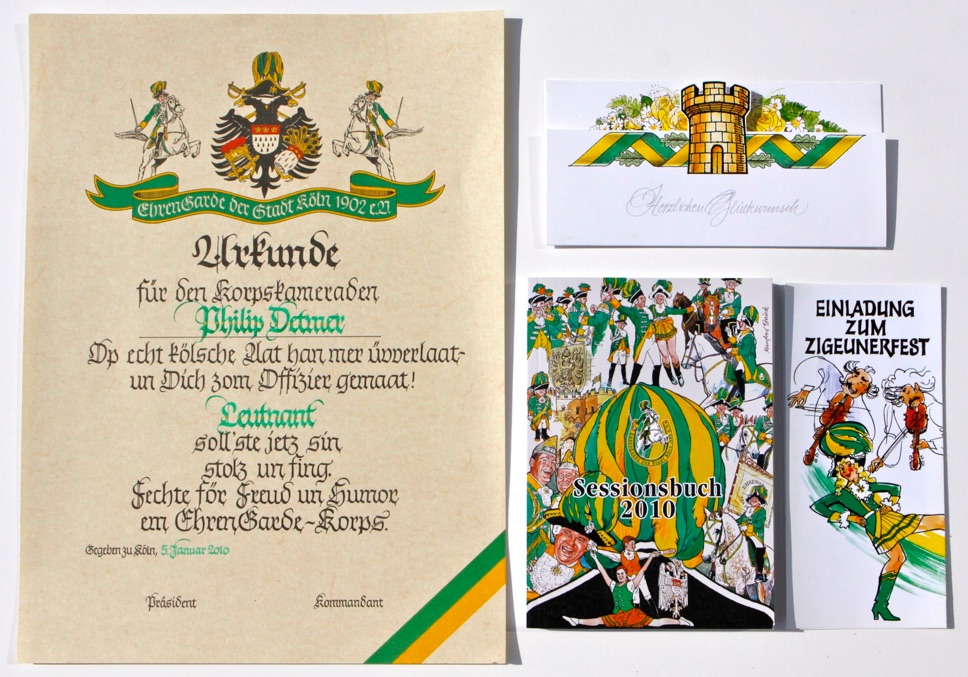 EhrenGarde der Stadt Köln 1902 e.V.
Urkunde
für den Korpskameraden
Philip Detmer
Op echt kölsche Aat han mer üvverlaat-
un Dich zom Offizier gemaat!
Leutnant
soll'ste jetz sin
stolz un fing.
Fechte för Freud un Humor
em EhrenGarde-Korps.
Gegeben zu Köln, 5. Januar 2010
Präsident
Kommandant
Herzlichen Glückwunsch
Sessionsbuch
2010
EINLADUNG
ZUM
ZIGEUNERFEST